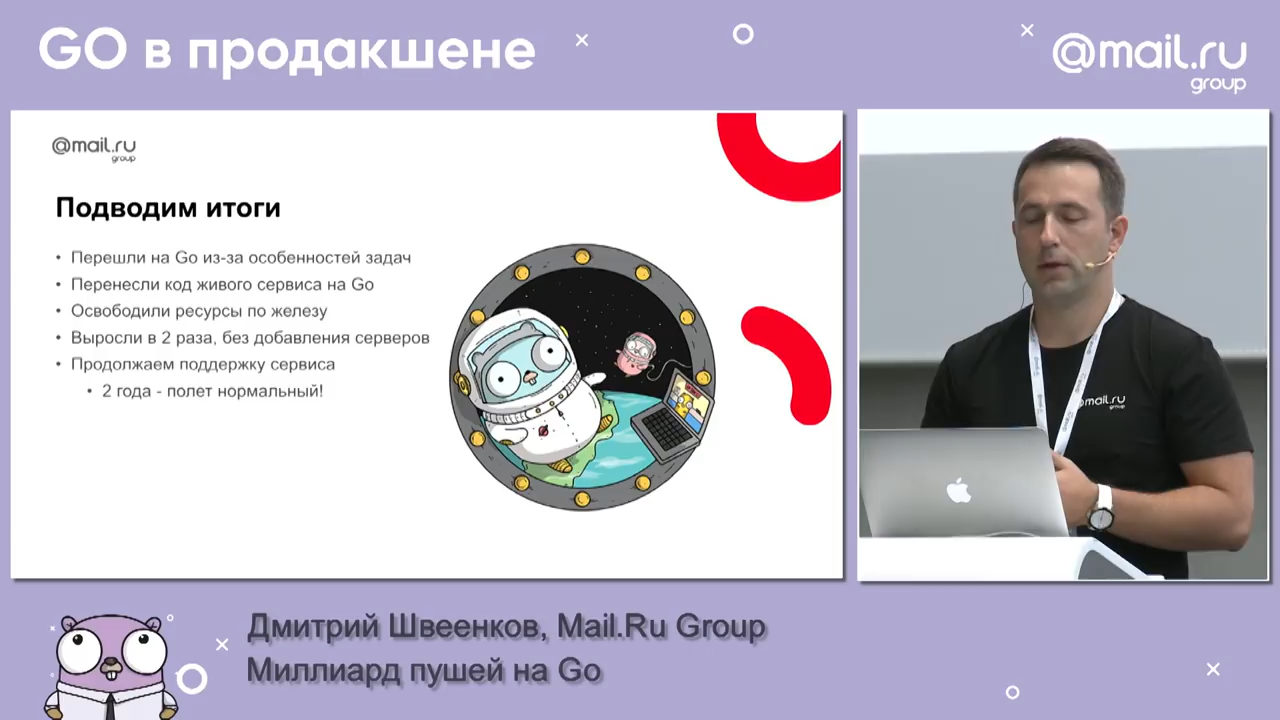 GO в продакшене
@mail.ru
group
@mail.ru
group
Подводим итоги
• Перешли на Go из-за особенностей задач
• Перенесли код живого сервиса на Go
• Освободили ресурсы по железу
• Выросли в 2 раза, без добавления серверов
• Продолжаем поддержку сервиса
• 2 года - полет нормальный!
@mail.ru
group
Дмитрий Швеенков, Mail.Ru Group
Миллиард пушей на Go